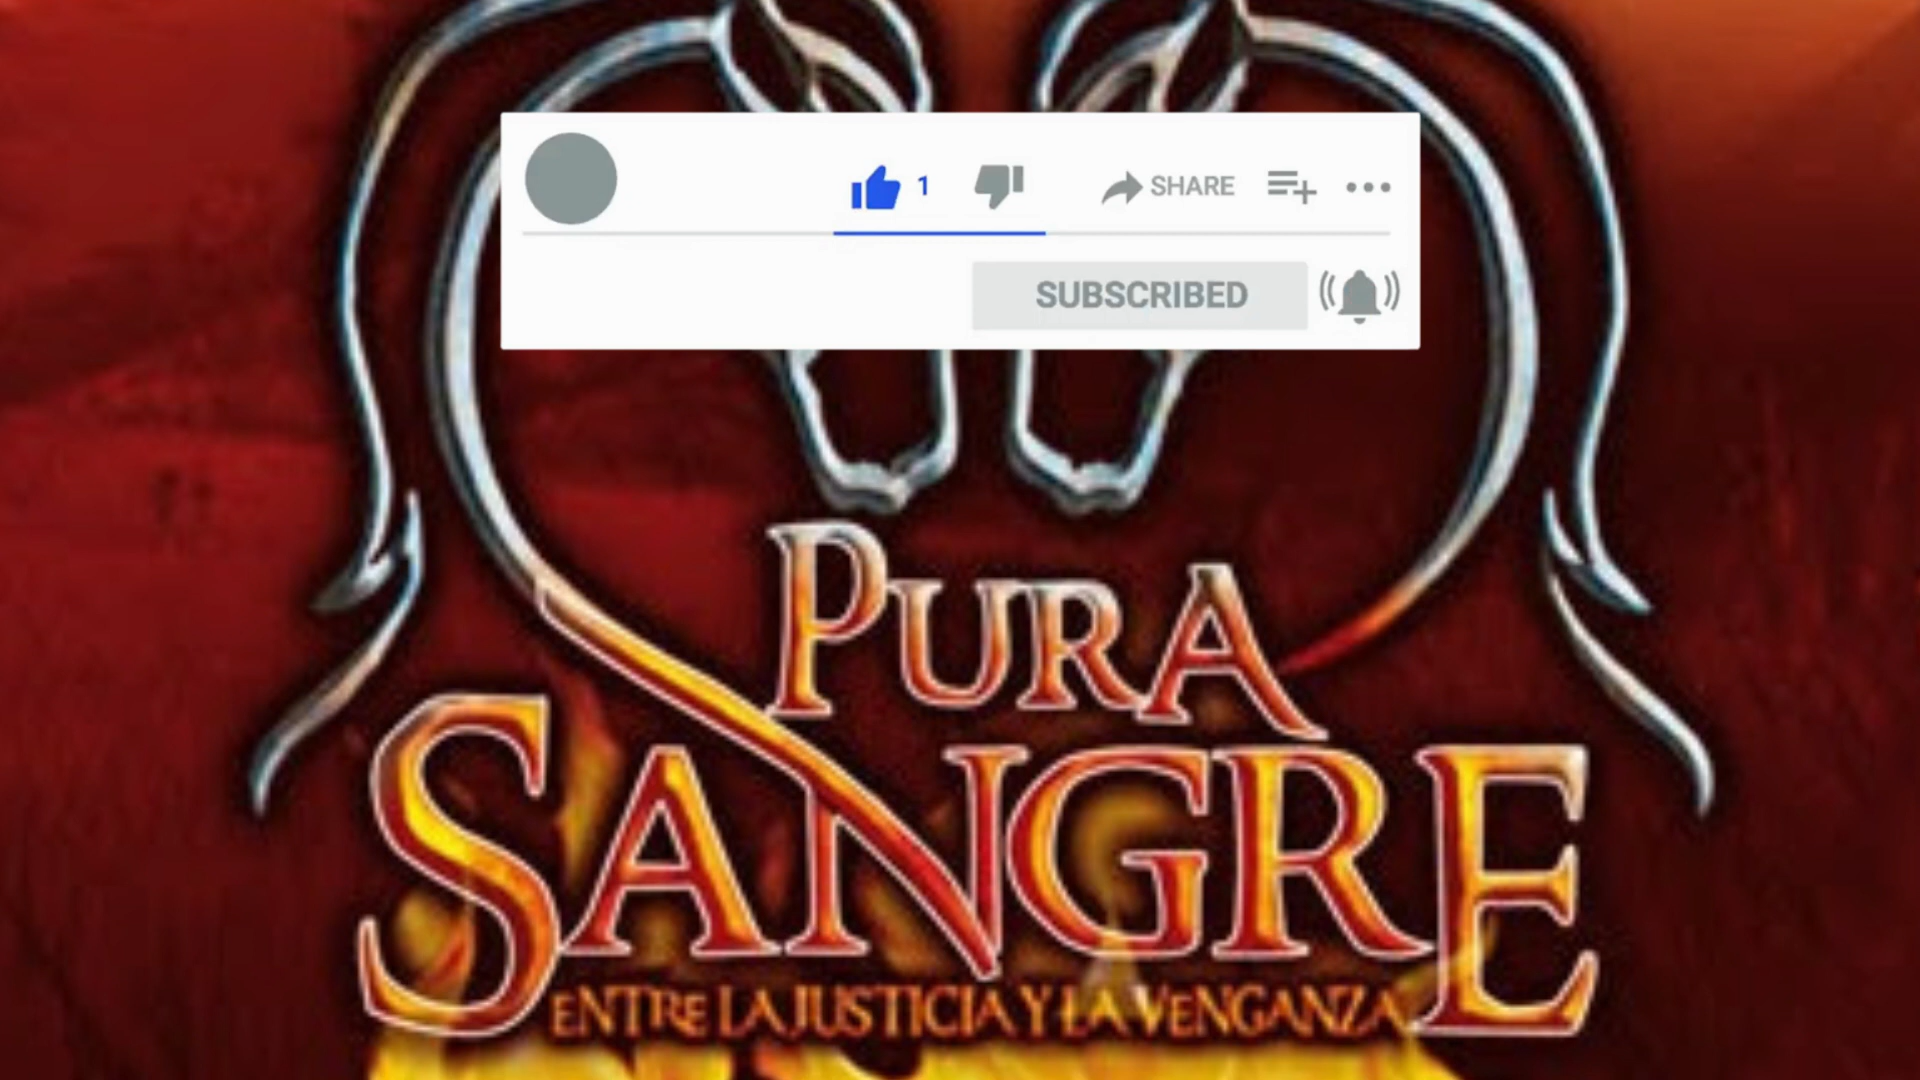 1
SHARE
SUBSCRIBED
PURA
SANGRE
ENTRE LA JUSTICIA Y LA VENGANZA